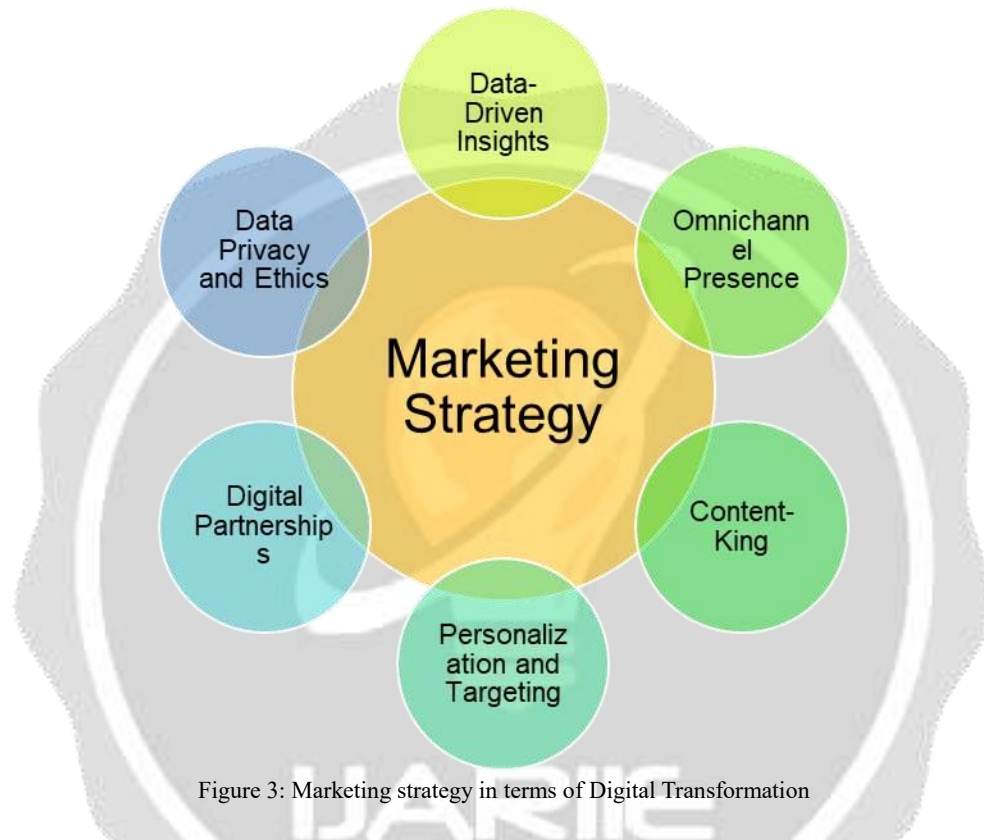 Data-
Driven
Insights
Omnichann
el
Presence
Content-
King
Personaliz
ation and
Targeting
Digital
Partnership
s
Data
Privacy
and Ethics
Marketing
Strategy
Figure 3: Marketing strategy in terms of Digital Transformation
IJARIIE